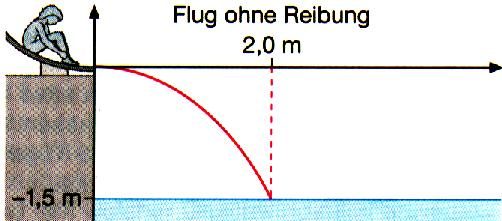 Flug ohne Reibung
2,0 m
–1,5 m